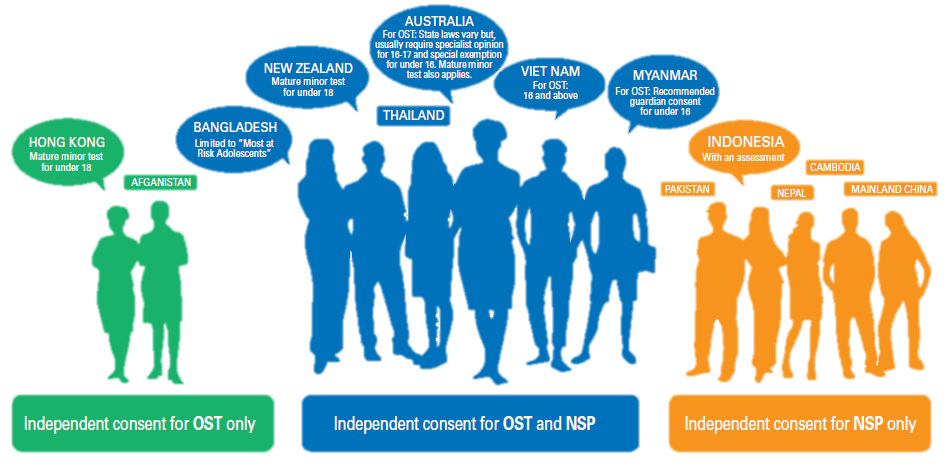 HONG KONG
Mature minor test
for under 18
AFGANISTAN
BANGLADESH
Limited to “Most at
Risk Adolescents”
NEW ZEALAND
Mature minor test
for under 18
AUSTRALIA
For OST: State laws vary but,
usually require specialist opinion
for 16-17 and special exemption
for under 16. Mature minor
test also applies.
THAILAND
VIET NAM
For OST:
16 and above
MYANMAR
For OST: Recommended
guardian consent
for under 16
INDONESIA
With an assessment
PAKISTAN
NEPAL
CAMBODIA
MAINLAND CHINA
Independent consent for OST only
Independent consent for OST and NSP
Independent consent for NSP only